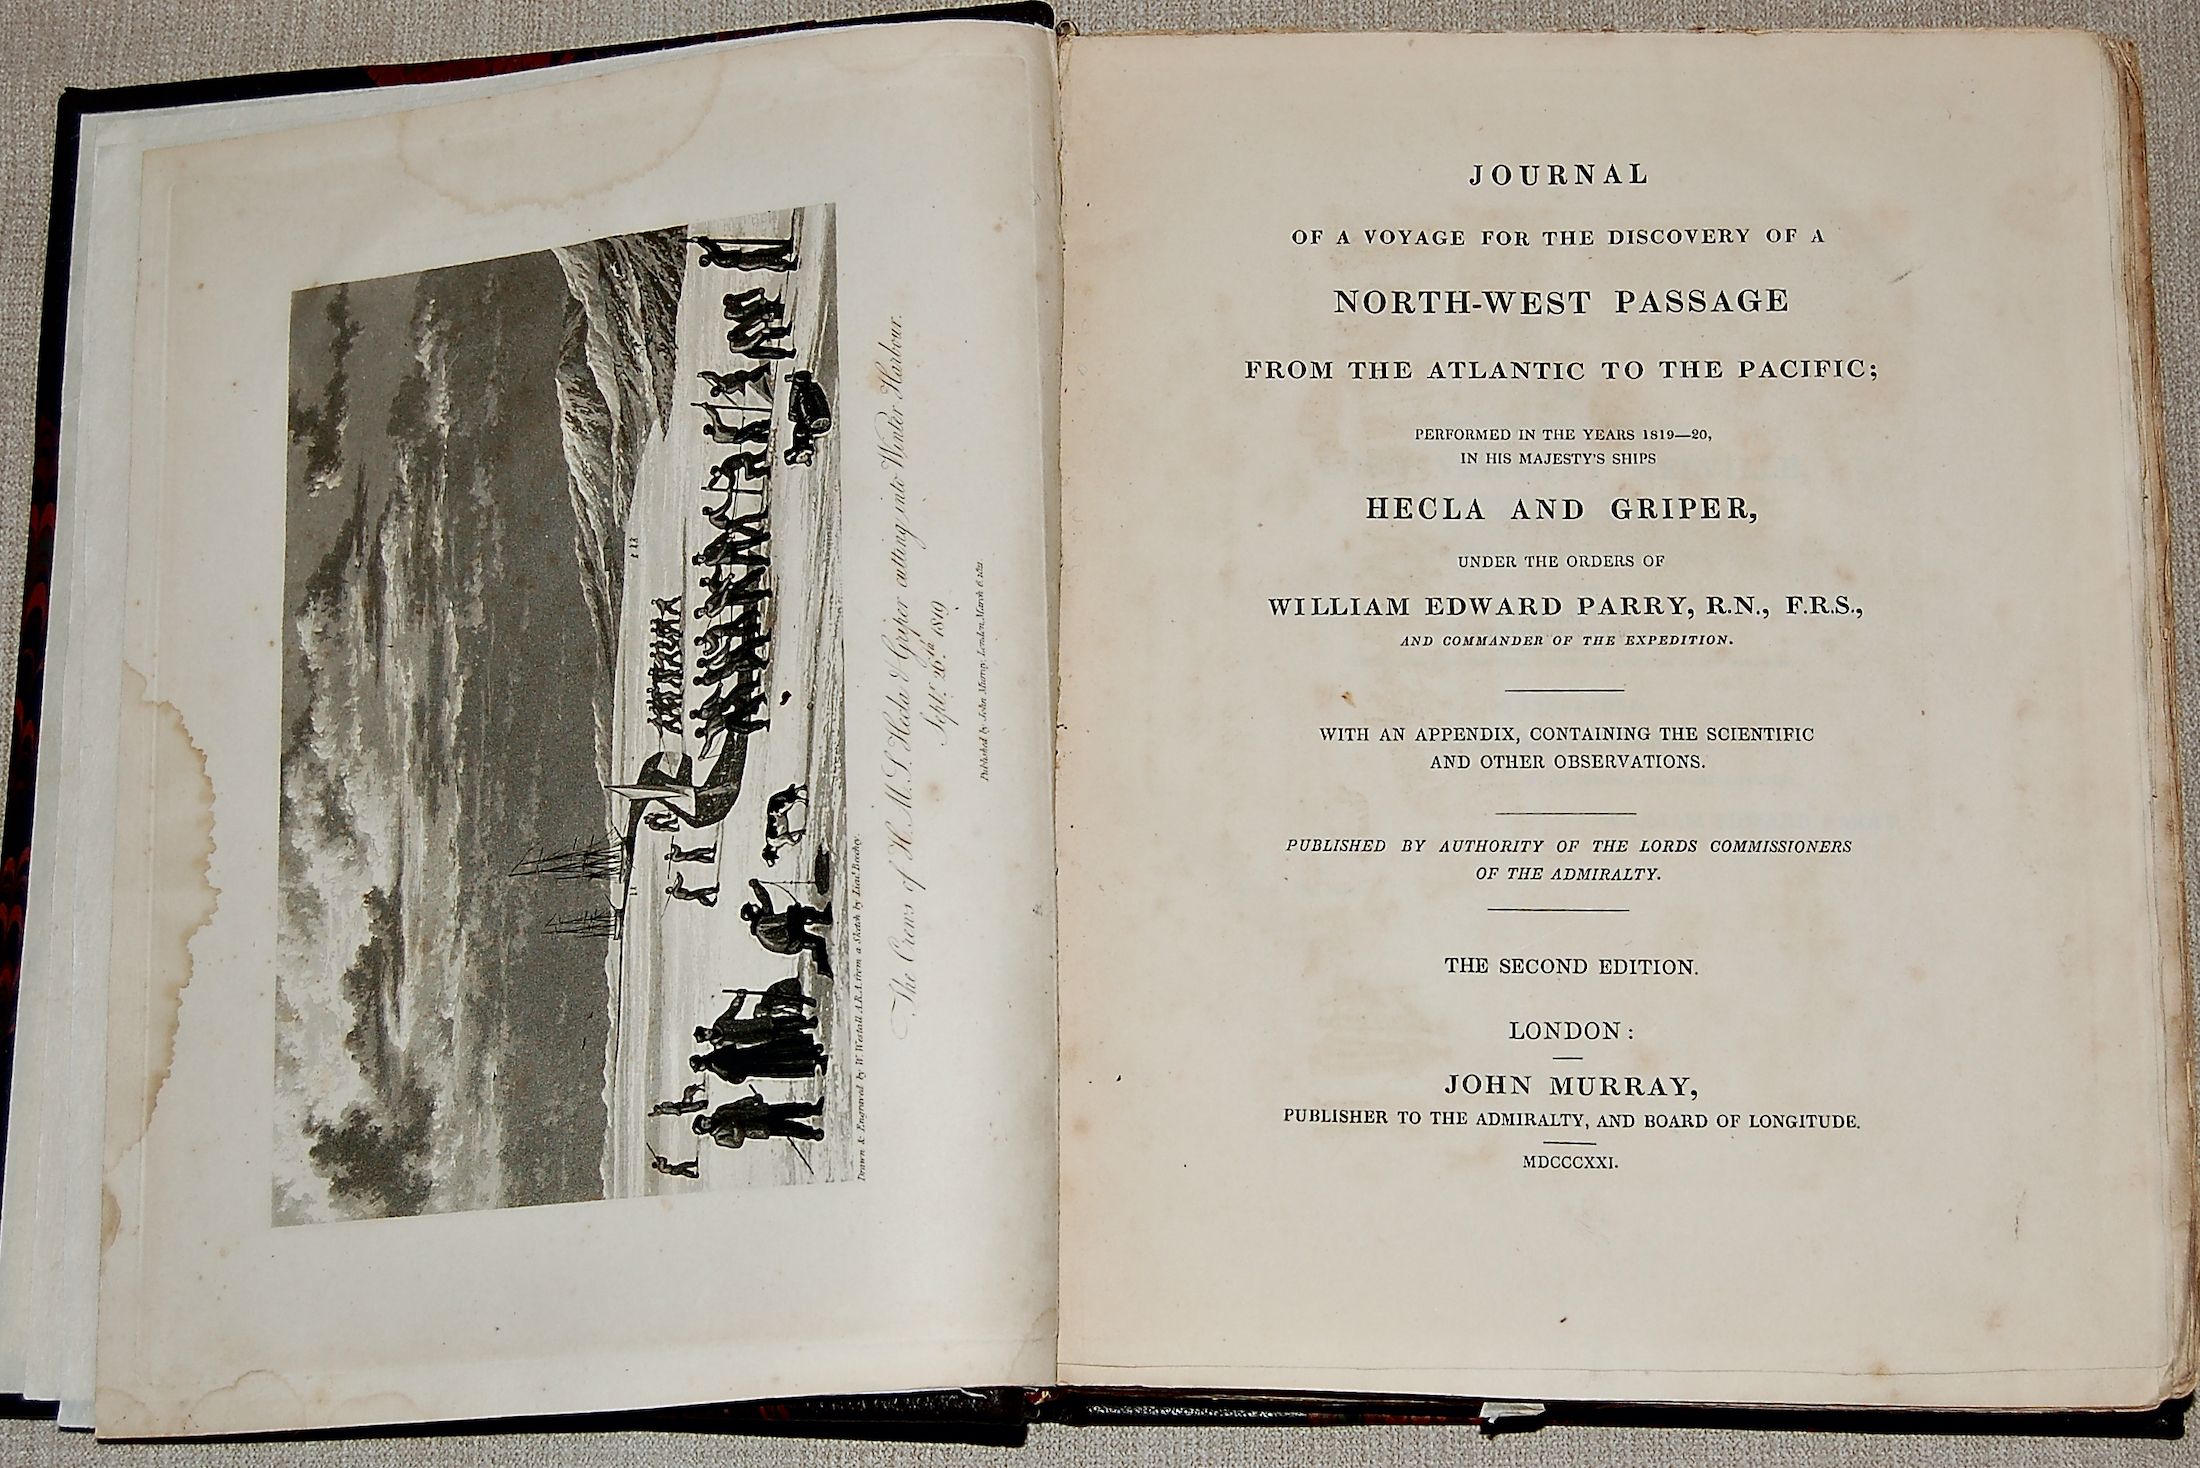 Drawn & Engraved by W. Westall A.R.A. from a Sketch by Lieut. Beechey.
The Crews of H.M.S. Hecla & Griper cutting into Winter Harbour.
Septr. 26th. 1819.
Published by John Murray, London, March 6. 1821.
JOURNAL
OF A VOYAGE FOR THE DISCOVERY OF A
NORTH-WEST PASSAGE
FROM THE ATLANTIC TO THE PACIFIC;
PERFORMED IN THE YEARS 1819—20,
IN HIS MAJESTY'S SHIPS
HECLA AND GRIPER,
UNDER THE ORDERS OF
WILLIAM EDWARD PARRY, R.N., F.R.S.,
AND COMMANDER OF THE EXPEDITION.
WITH AN APPENDIX, CONTAINING THE SCIENTIFIC
AND OTHER OBSERVATIONS.
PUBLISHED BY AUTHORITY OF THE LORDS COMMISSIONERS
OF THE ADMIRALTY.
THE SECOND EDITION.
LONDON:
JOHN MURRAY,
PUBLISHER TO THE ADMIRALTY, AND BOARD OF LONGITUDE.
MDCCCXXI.